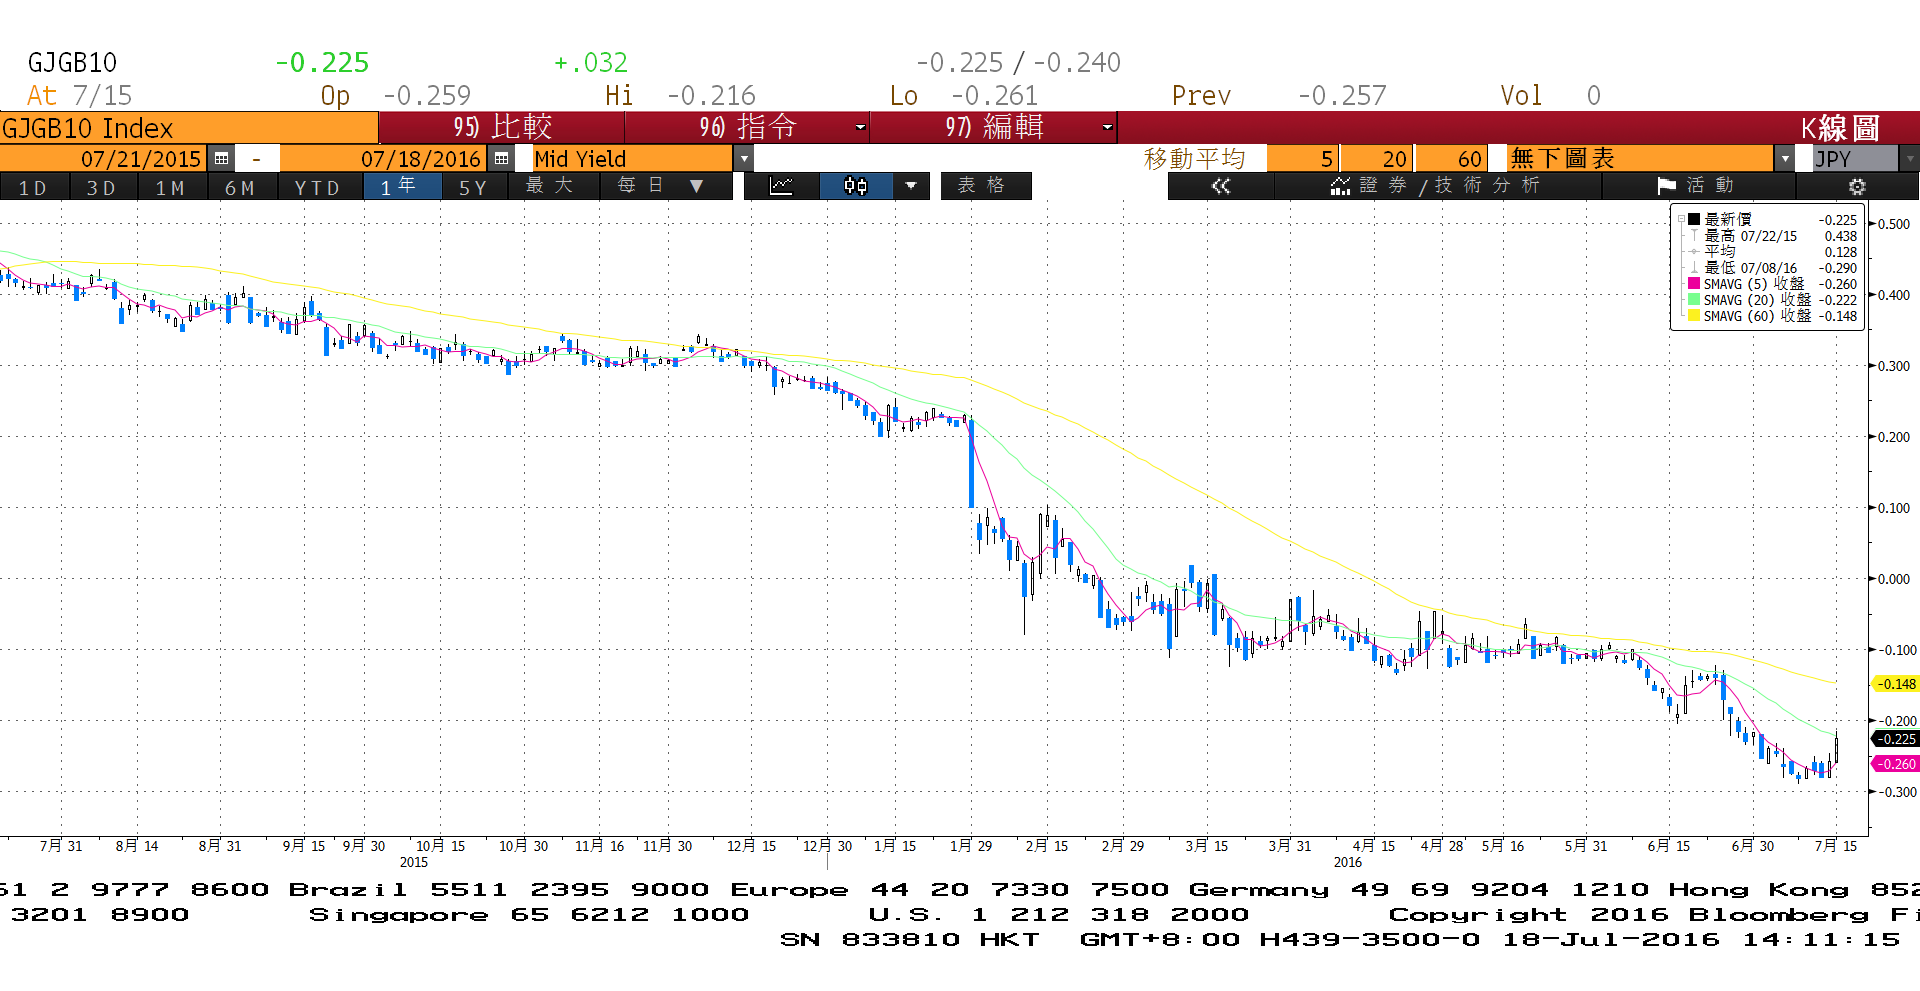 GJGB10 -0.225 +.032 -0.225 / -0.240
At 7/15 Op -0.259 Hi -0.216 Lo -0.261 Prev -0.257 Vol 0
GJGB10 Index 95) 比較 96) 指令 97) 編輯 K線圖
07/21/2015 - 07/18/2016 Mid Yield 移動平均 5 20 60 無下圖表 JPY
1D 3D 1M 6M YTD 1年 5Y 最大 每日 ▼ 表格 « 證券/技術分析 活動
最新價 -0.225
最高 07/22/15 0.438
平均 0.128
最低 07/08/16 -0.290
SMAVG (5) 收盤 -0.260
SMAVG (20) 收盤 -0.222
SMAVG (60) 收盤 -0.148
0.500
0.400
0.300
0.200
0.100
0.000
-0.100
-0.148
-0.200
-0.225
-0.260
-0.300
7月 31 8月 14 8月 31 9月 15 9月 30 10月 15 10月 30 11月 16 11月 30 12月 15 12月 30 1月 15 1月 29 2月 15 2月 29 3月 15 3月 31 4月 15 4月 28 5月 16 5月 31 6月 15 6月 30 7月 15
2015 2016
61 2 9777 8600 Brazil 5511 2395 9000 Europe 44 20 7330 7500 Germany 49 69 9204 1210 Hong Kong 852
3201 8900 Singapore 65 6212 1000 U.S. 1 212 318 2000 Copyright 2016 Bloomberg Fi
SN 833810 HKT GMT+8:00 H439-3500-0 18-Jul-2016 14:11:15